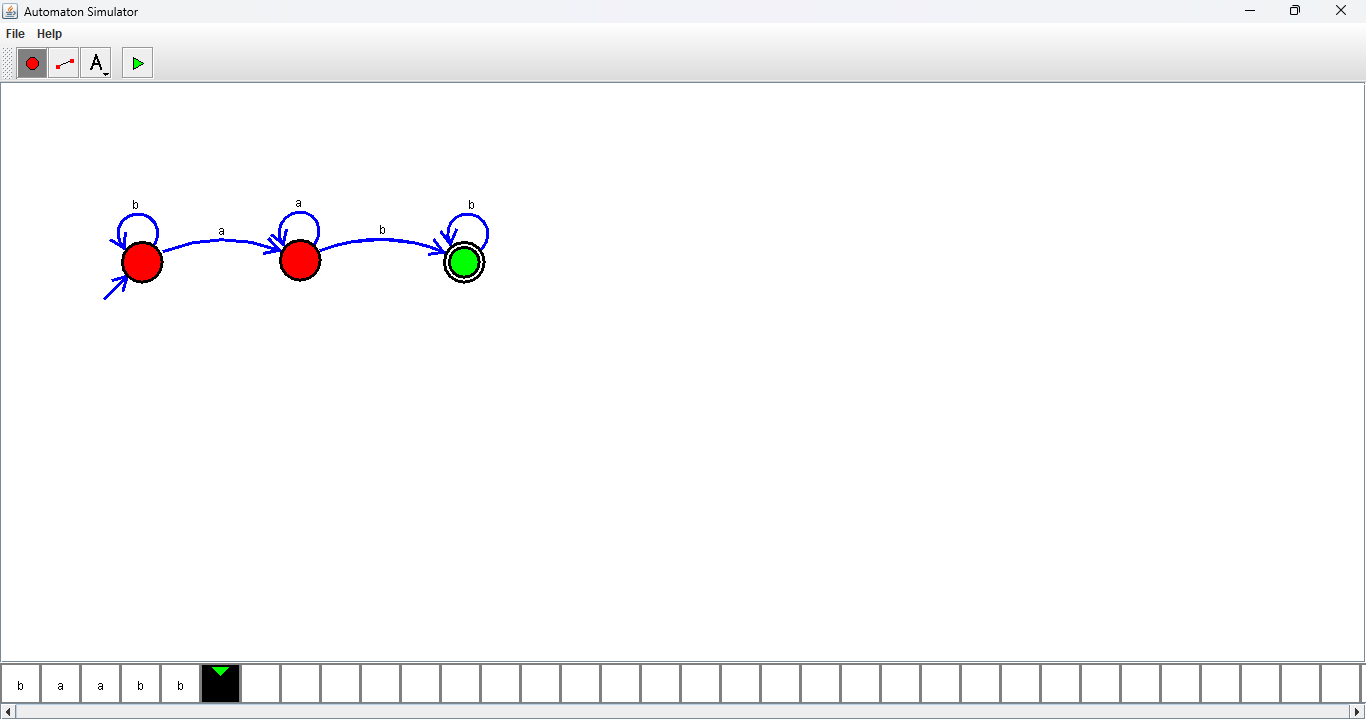 Automaton Simulator
File Help
A
b a b
a b
b a a b b